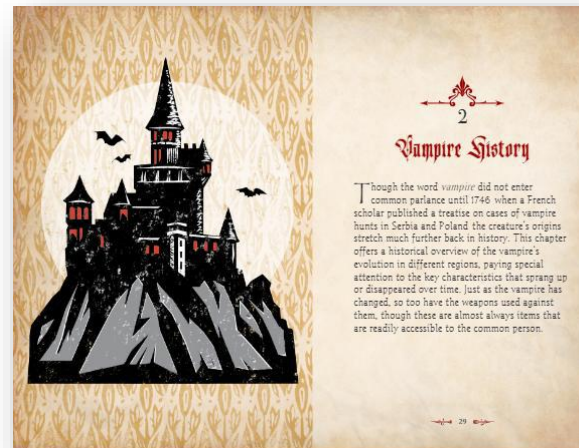 2
Vampire History
Though the word vampire did not enter
common parlance until 1746 when a French
scholar published a treatise on cases of vampire
hunts in Serbia and Poland the creature's origins
stretch much further back in history. This chapter
offers a historical overview of the vampire's
evolution in different regions, paying special
attention to the key characteristics that sprang up
or disappeared over time. Just as the vampire has
changed, so too have the weapons used against
them, though these are almost always items that
are readily accessible to the common person.
29